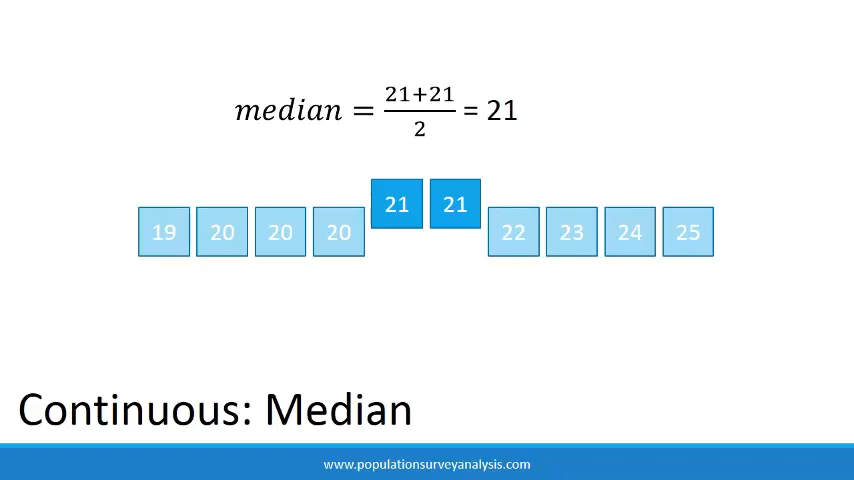 median = 21+21/2 = 21
19 20 20 20 21 21 22 23 24 25
Continuous: Median
www.populationsurveyanalysis.com